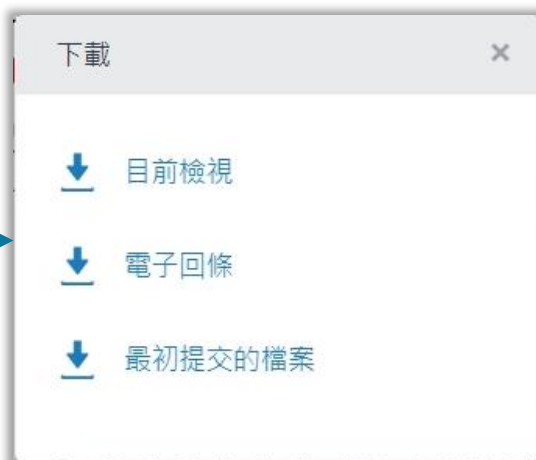 下載
目前檢視
電子回條
最初提交的檔案